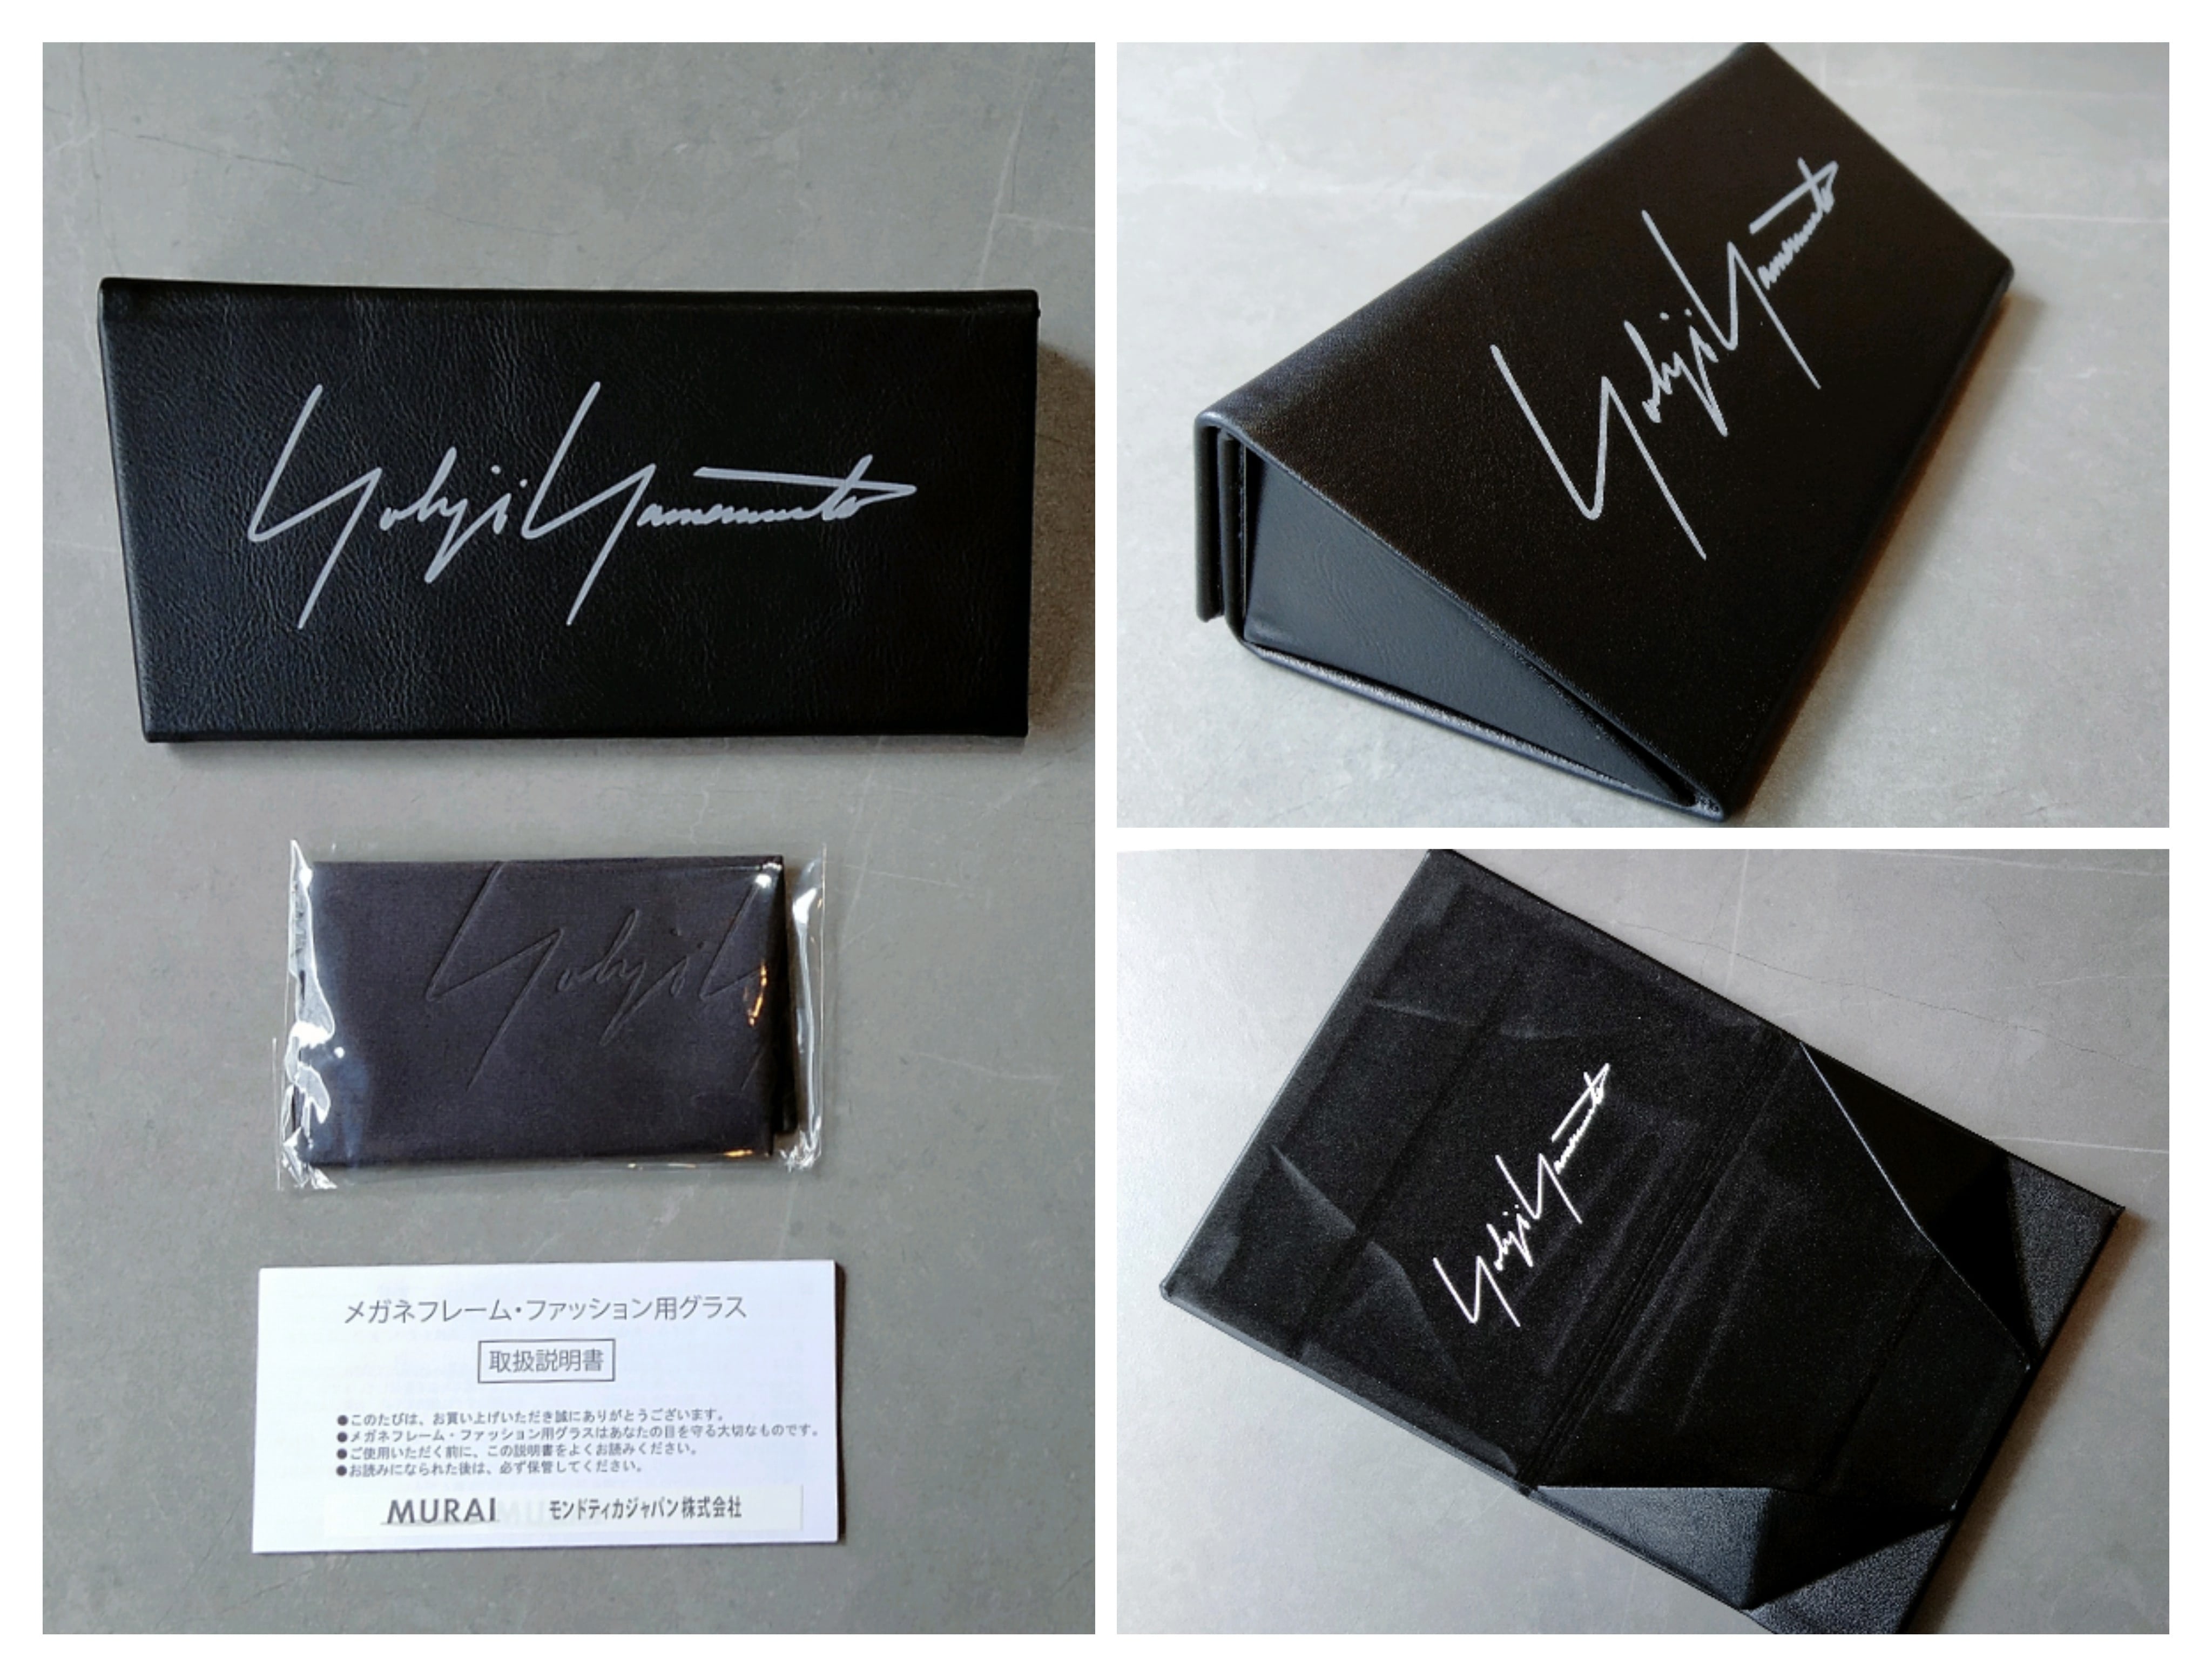 Yohji Yamamoto
Yohji Y
メガネフレーム・ファッション用グラス
取扱説明書
●このたびは、お買い上げいただき誠にありがとうございます。
●メガネフレーム・ファッション用グラスはあなたの目を守る大切なものです。
●ご使用いただく前に、この説明書をよくお読みください。
●お読みになられた後は、必ず保管してください。
MURAI モンドティカジャパン株式会社
Yohji Yamamoto
Yohji Yamamoto